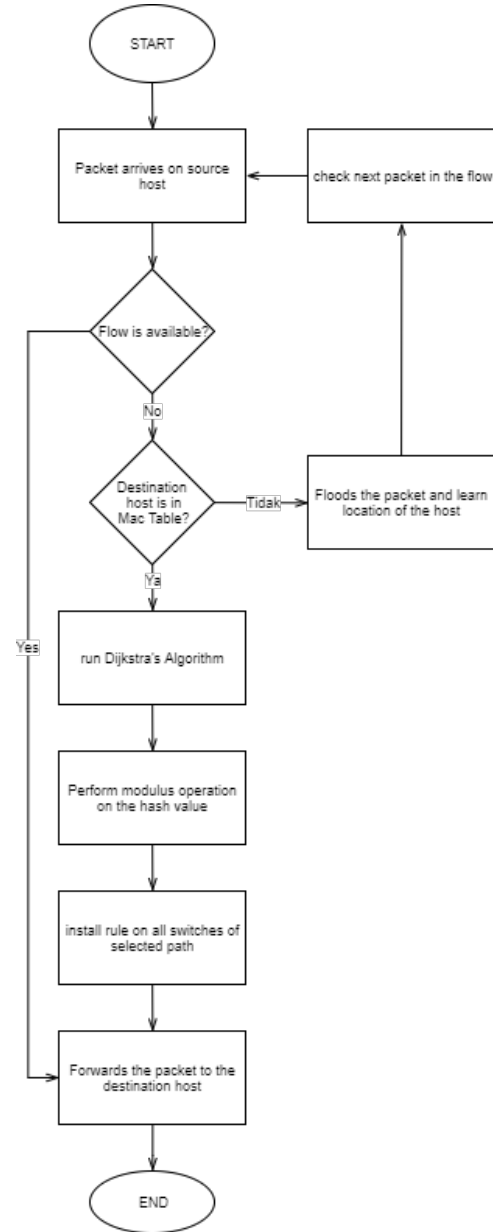 START
Packet arrives on source
host
check next packet in the flow
Flow is available?
No
Destination
host is in
Mac Table?
Tidak
Floods the packet and learn
location of the host
Ya
Yes
run Dijkstra's Algorithm
Perform modulus operation
on the hash value
install rule on all switches of
selected path
Forwards the packet to the
destination host
END